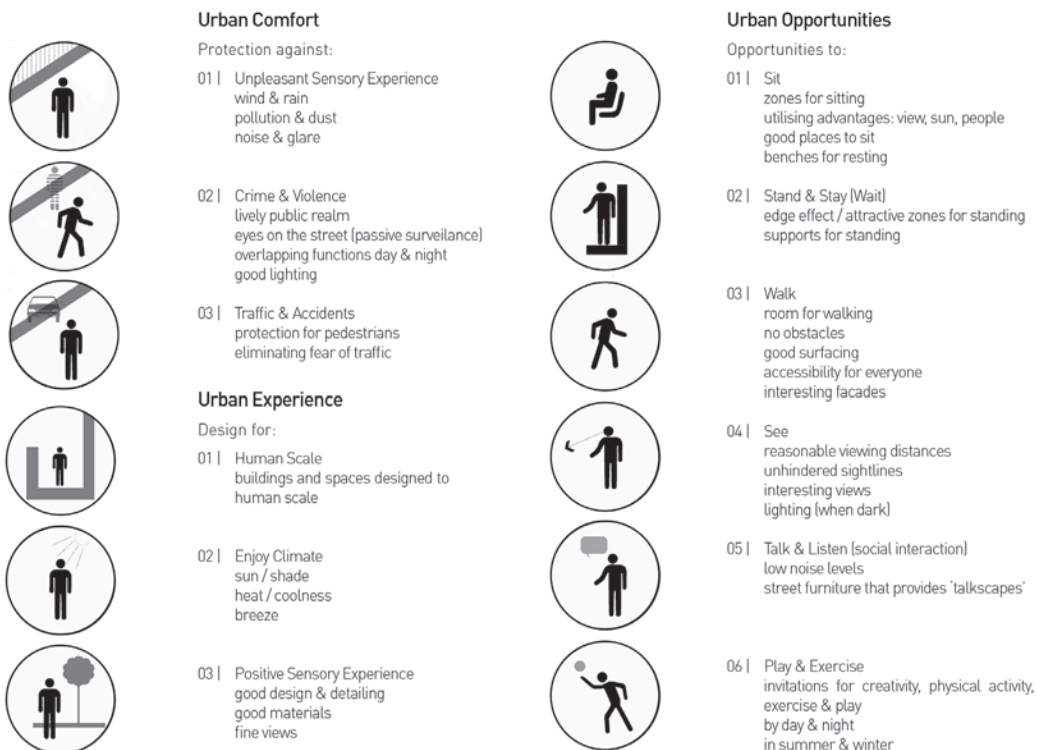 Urban Comfort
Protection against:
01 | Unpleasant Sensory Experience
wind & rain
pollution & dust
noise & glare
02 | Crime & Violence
lively public realm
eyes on the street (passive surveilance)
overlapping functions day & night
good lighting
03 | Traffic & Accidents
protection for pedestrians
eliminating fear of traffic
Urban Experience
Design for:
01 | Human Scale
buildings and spaces designed to
human scale
02 | Enjoy Climate
sun / shade
heat / coolness
breeze
03 | Positive Sensory Experience
good design & detailing
good materials
fine views
Urban Opportunities
Opportunities to:
01 | Sit
zones for sitting
utilising advantages: view, sun, people
good places to sit
benches for resting
02 | Stand & Stay (Wait)
edge effect / attractive zones for standing
supports for standing
03 | Walk
room for walking
no obstacles
good surfacing
accessibility for everyone
interesting facades
04 | See
reasonable viewing distances
unhindered sightlines
interesting views
lighting (when dark)
05 | Talk & Listen (social interaction)
low noise levels
street furniture that provides 'talkscapes'
06 | Play & Exercise
invitations for creativity, physical activity,
exercise & play
by day & night
in summer & winter